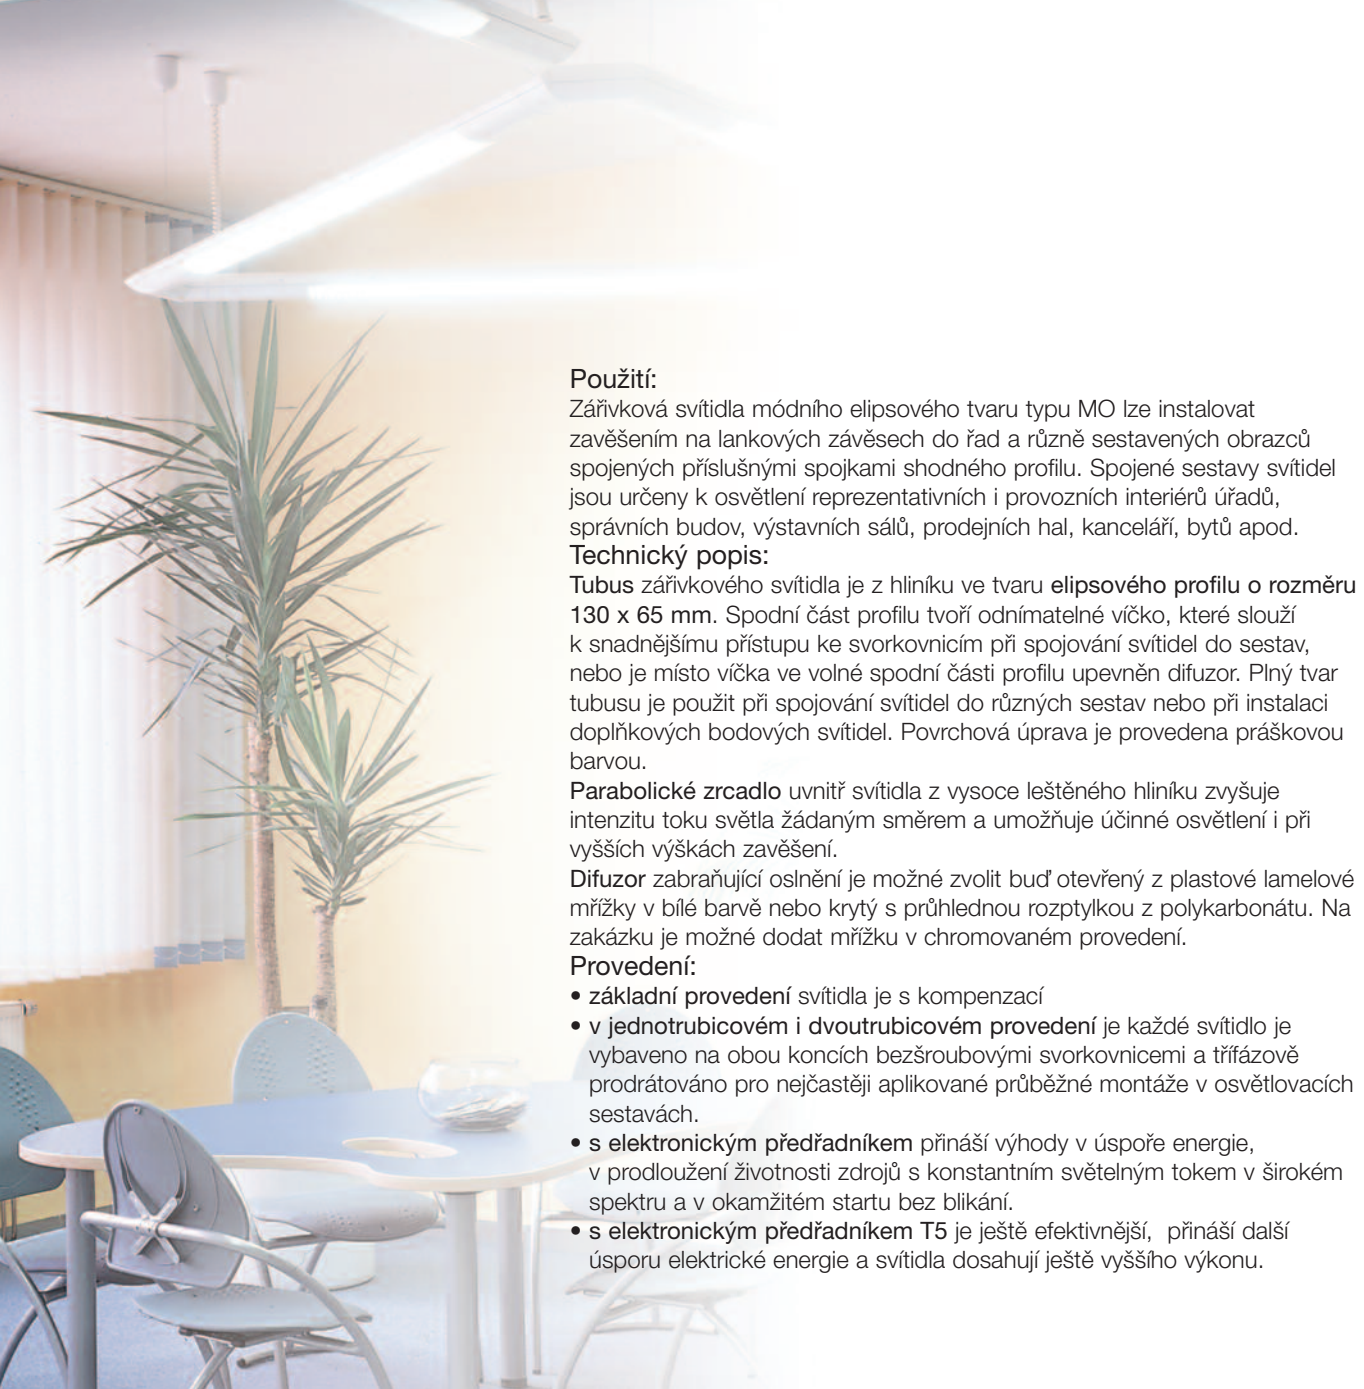 Použití:
Zářivková svítidla módního elipsového tvaru typu MO lze instalovat
zavěšením na lankových závěsech do řad a různě sestavených obrazců
spojených příslušnými spojkami shodného profilu. Spojené sestavy svítidel
jsou určeny k osvětlení reprezentativních i provozních interiérů úřadů,
správních budov, výstavních sálů, prodejních hal, kanceláří, bytů apod.
Technický popis:
Tubus zářivkového svítidla je z hliníku ve tvaru elipsového profilu o rozměru
130 x 65 mm. Spodní část profilu tvoří odnímatelné víčko, které slouží
k snadnějšímu přístupu ke svorkovnicím při spojování svítidel do sestav,
nebo je místo víčka ve volné spodní části profilu upevněn difuzor. Plný tvar
tubusu je použit při spojování svítidel do různých sestav nebo při instalaci
doplňkových bodových svítidel. Povrchová úprava je provedena práškovou
barvou.
Parabolické zrcadlo uvnitř svítidla z vysoce leštěného hliníku zvyšuje
intenzitu toku světla žádaným směrem a umožňuje účinné osvětlení i při
vyšších výškách zavěšení.
Difuzor zabraňující oslnění je možné zvolit buď otevřený z plastové lamelové
mřížky v bílé barvě nebo krytý s průhlednou rozptylkou z polykarbonátu. Na
zakázku je možné dodat mřížku v chromovaném provedení.
Provedení:
• základní provedení svítidla je s kompenzací
• v jednotrubicovém i dvoutrubicovém provedení je každé svítidlo je
vybaveno na obou koncích bezšroubovými svorkovnicemi a třífázově
prodrátováno pro nejčastěji aplikované průběžné montáže v osvětlovacích
sestavách.
• s elektronickým předřadníkem přináší výhody v úspoře energie,
v prodloužení životnosti zdrojů s konstantním světelným tokem v širokém
spektru a v okamžitém startu bez blikání.
• s elektronickým předřadníkem T5 je ještě efektivnější, přináší další
úsporu elektrické energie a svítidla dosahují ještě vyššího výkonu.